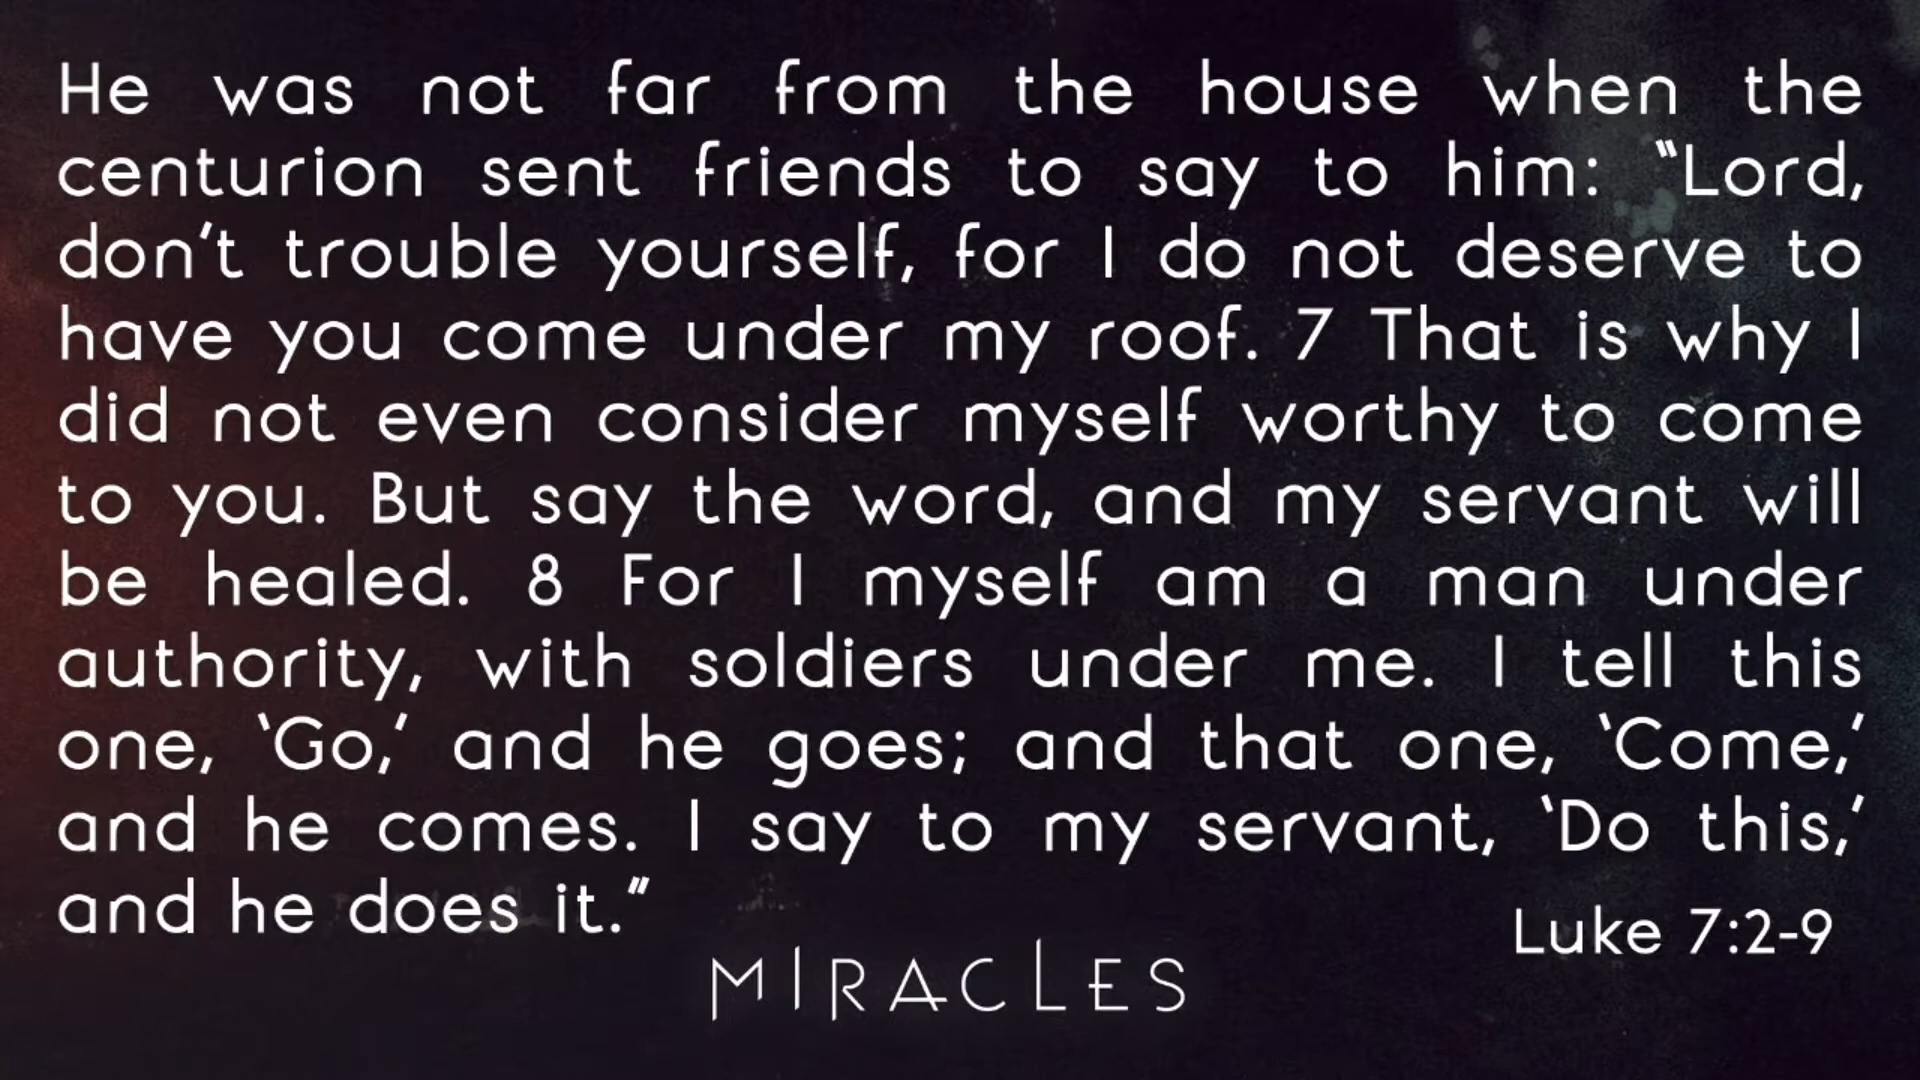 He was not far from the house when the
centurion sent friends to say to him: “Lord,
don’t trouble yourself, for I do not deserve to
have you come under my roof. 7 That is why I
did not even consider myself worthy to come
to you. But say the word, and my servant will
be healed. 8 For I myself am a man under
authority, with soldiers under me. I tell this
one, ‘Go,’ and he goes; and that one, ‘Come,’
and he comes. I say to my servant, ‘Do this,’
and he does it.”
Luke 7:2-9
MIRACLES